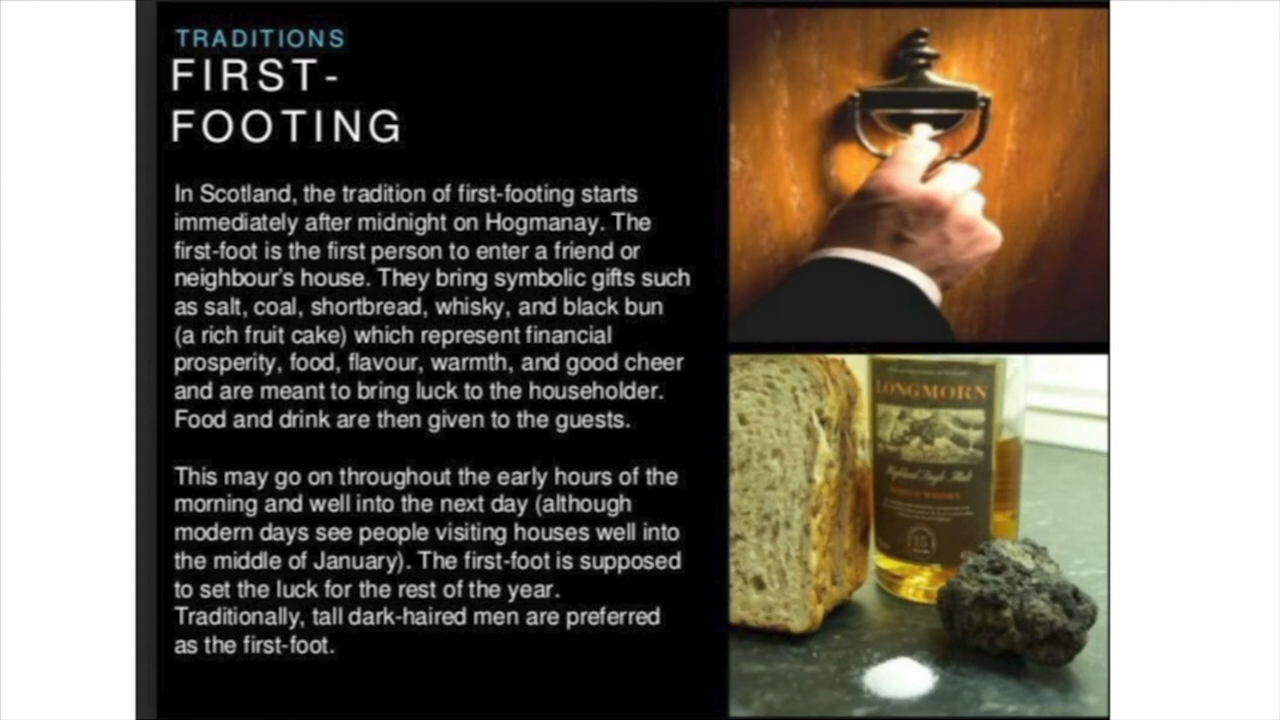 TRADITIONS
FIRST-
FOOTING
In Scotland, the tradition of first-footing starts
immediately after midnight on Hogmanay. The
first-foot is the first person to enter a friend or
neighbour's house. They bring symbolic gifts such
as salt, coal, shortbread, whisky, and black bun
(a rich fruit cake) which represent financial
prosperity, food, flavour, warmth, and good cheer
and are meant to bring luck to the householder.
Food and drink are then given to the guests.
This may go on throughout the early hours of the
morning and well into the next day (although
modern days see people visiting houses well into
the middle of January). The first-foot is supposed
to set the luck for the rest of the year.
Traditionally, tall dark-haired men are preferred
as the first-foot.
LONGMORN
Highland Single Malt
SCOTCH WHISKY
15